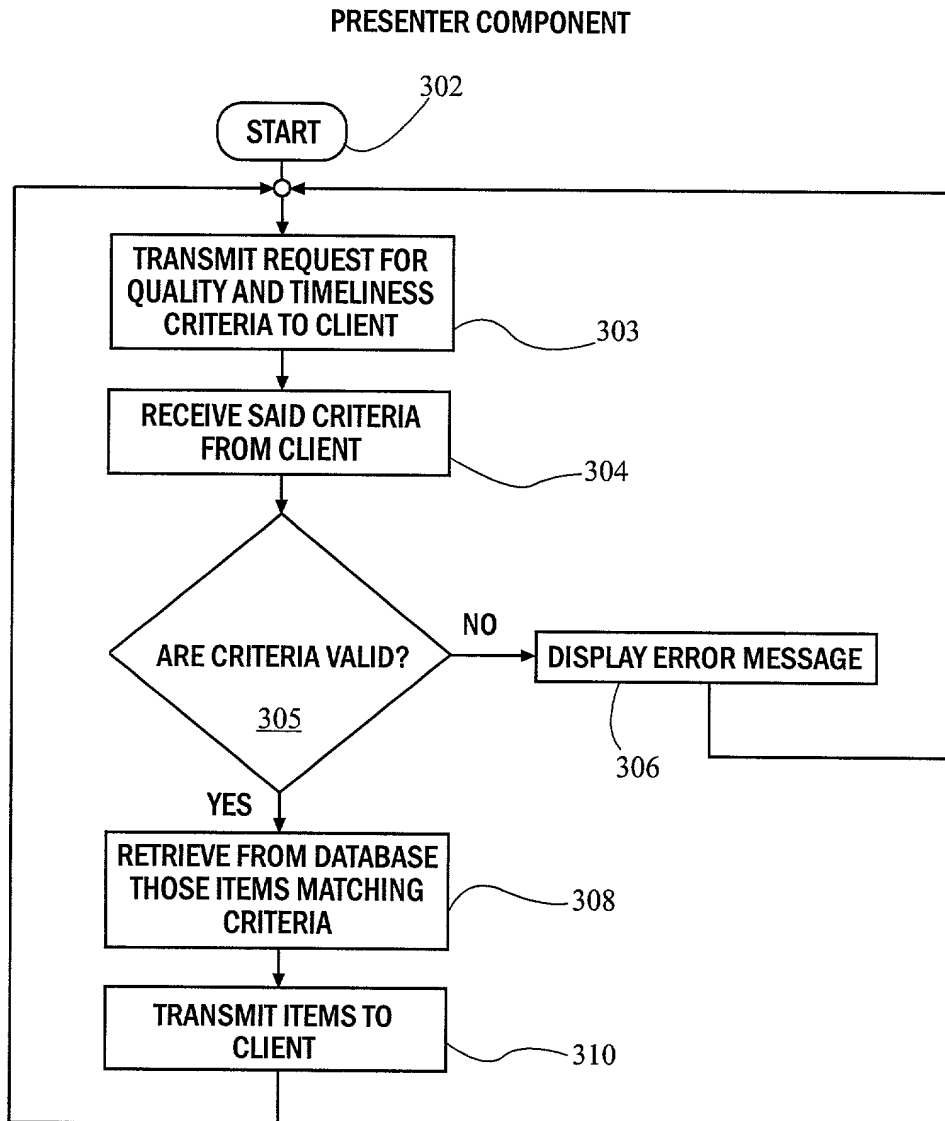 PRESENTER COMPONENT
302
START
TRANSMIT REQUEST FOR
QUALITY AND TIMELINESS
CRITERIA TO CLIENT
303
RECEIVE SAID CRITERIA
FROM CLIENT
304
ARE CRITERIA VALID?
305
NO
DISPLAY ERROR MESSAGE
306
YES
RETRIEVE FROM DATABASE
THOSE ITEMS MATCHING
CRITERIA
308
TRANSMIT ITEMS TO
CLIENT
310